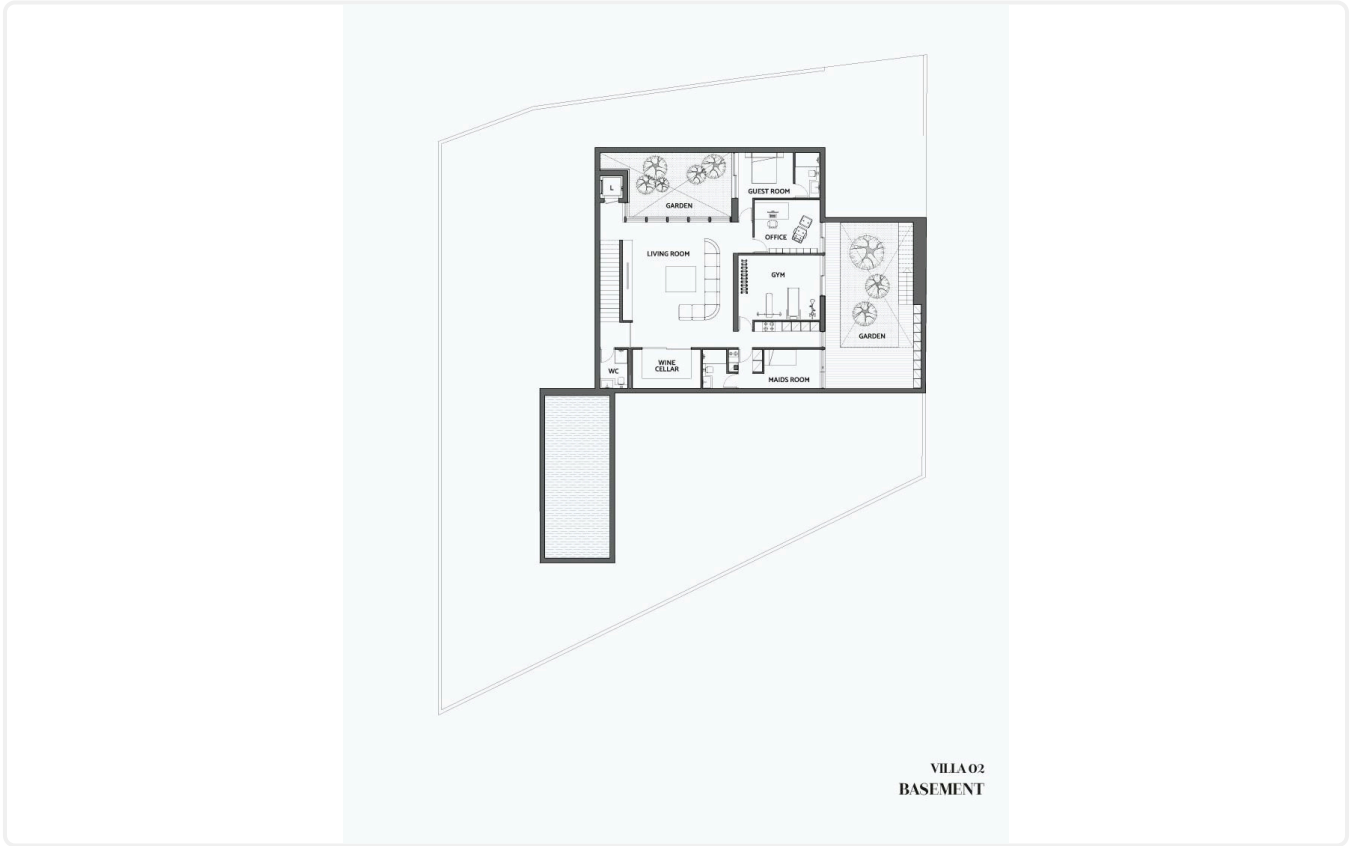 L
GUEST ROOM
GARDEN
OFFICE
LIVING ROOM
GYM
GARDEN
WC
WINE
CELLAR
MAIDS ROOM
VILLA 02
BASEMENT